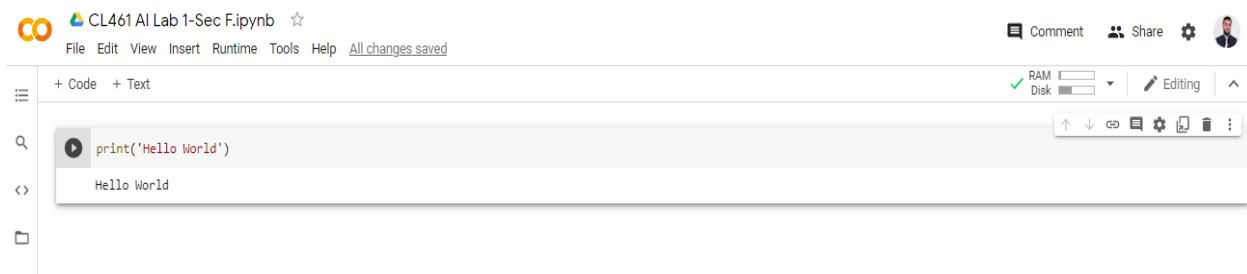 CL461 AI Lab 1-Sec F.ipynb
Comment Share
File Edit View Insert Runtime Tools Help All changes saved
+ Code + Text
RAM
Disk
Editing
print('Hello World')
Hello World